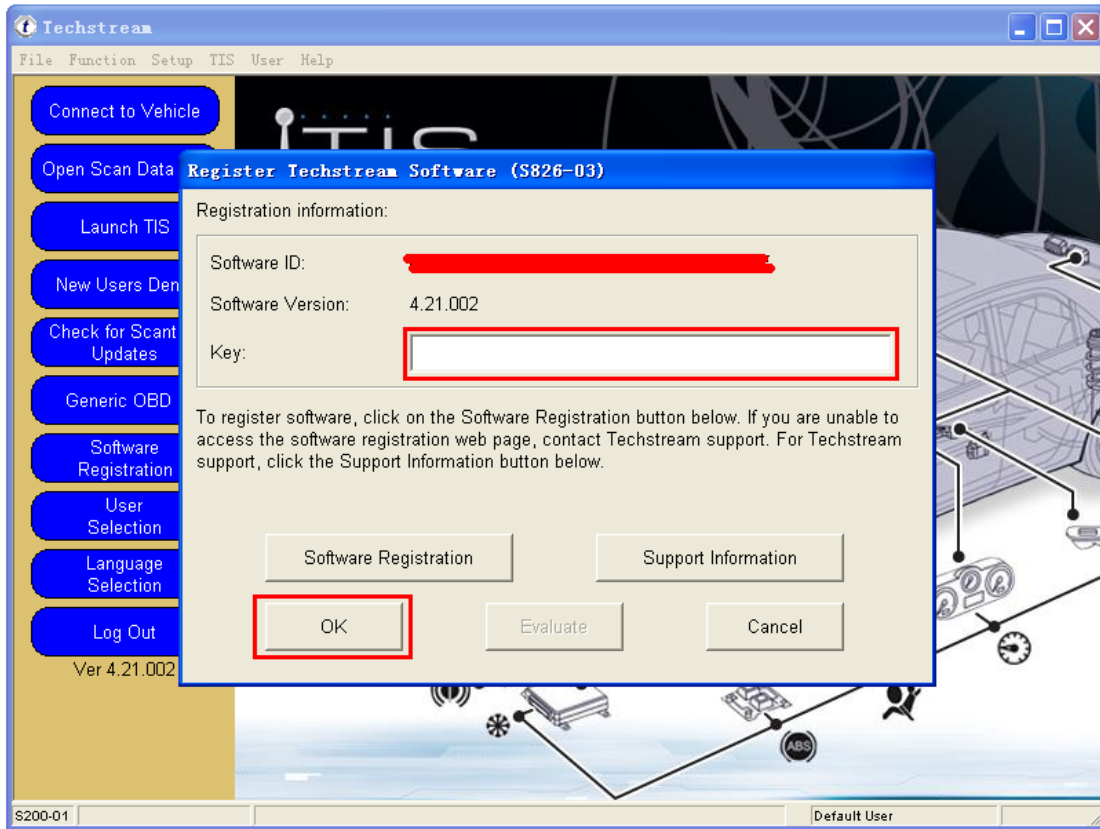 Techstream
File Function Setup TIS User Help
Connect to Vehicle
Open Scan Data
Launch TIS
New Users Den
Check for Scant
Updates
Generic OBD
Software
Registration
User
Selection
Language
Selection
Log Out
Ver 4.21.002
TIS
Register Techstream Software (S826-03)
Registration information:
Software ID:
Software Version: 4.21.002
Key:
To register software, click on the Software Registration button below. If you are unable to
access the software registration web page, contact Techstream support. For Techstream
support, click the Support Information button below.
Software Registration Support Information
OK Evaluate Cancel
ABS
S200-01 Default User